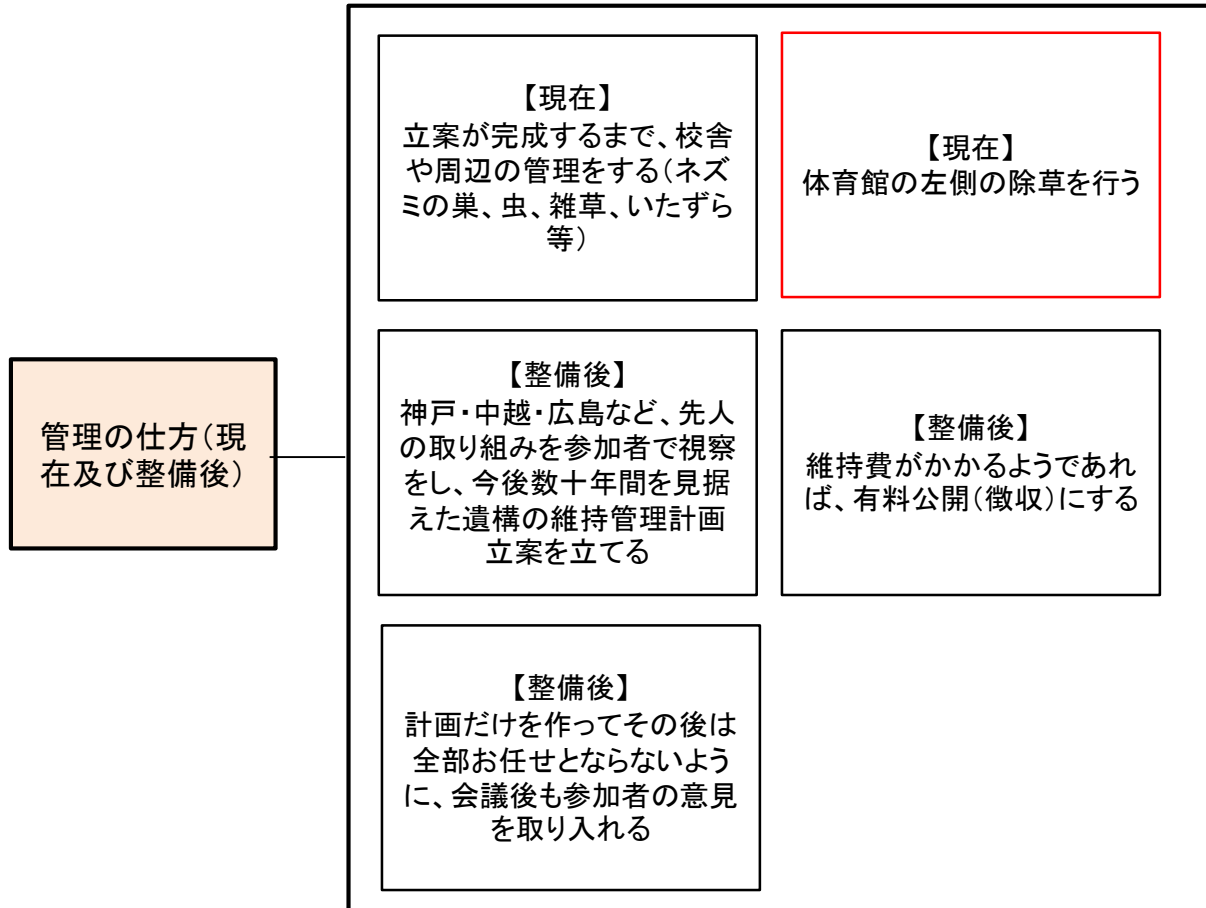 管理の仕方（現
在及び整備後）
【現在】
立案が完成するまで、校舎
や周辺の管理をする（ネズ
ミの巣、虫、雑草、いたずら
等）
【現在】
体育館の左側の除草を行う
【整備後】
神戸・中越・広島など、先人
の取り組みを参加者で視察
をし、今後数十年間を見据
えた遺構の維持管理計画
立案を立てる
【整備後】
維持費がかかるようであれ
ば、有料公開（徴収）にする
【整備後】
計画だけを作ってその後は
全部お任せとならないよう
に、会議後も参加者の意見
を取り入れる